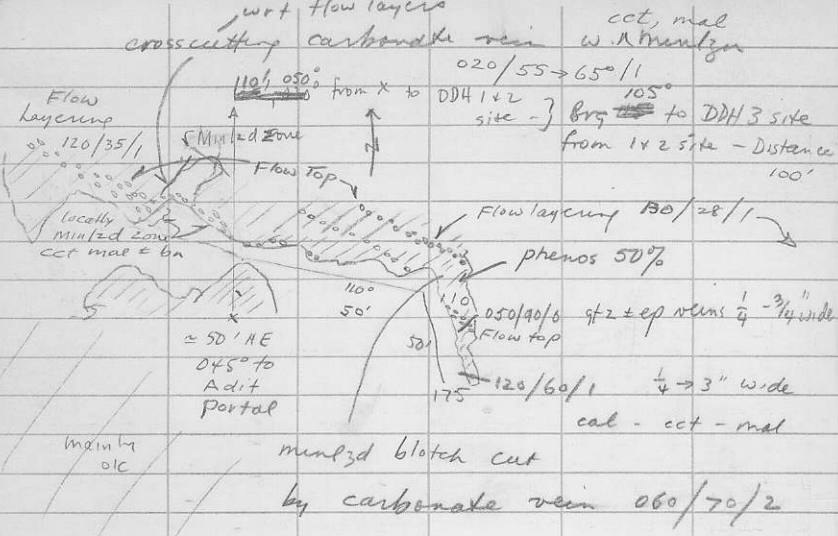 wrt flow layers
crosscutting carbonate vein
cct, mal
w. A Minlzn
020/55 → 65°/1
110' 050°
from x to DDH 1 & 2
site -
Brg 105° to DDH 3 site
from 1 & 2 site - Distance
100'
Flow
Layering
120/35/1
A
Minlzd Zone
N
Flow Top
Flow layering 130/28/1
locally
Minlzd Zone
cct mal ± bn
phenos 50%
110°
50'
110
050/90/0
Flow top
qtz ± ep veins 1/4 - 3/4" wide
x
≃ 50' NE
045° to
Adit
Portal
50'
175
120/60/1
1/4 → 3" wide
cal - cct - mal
mainly
o/c
minlzd blotch cut
by carbonate vein 060/70/2